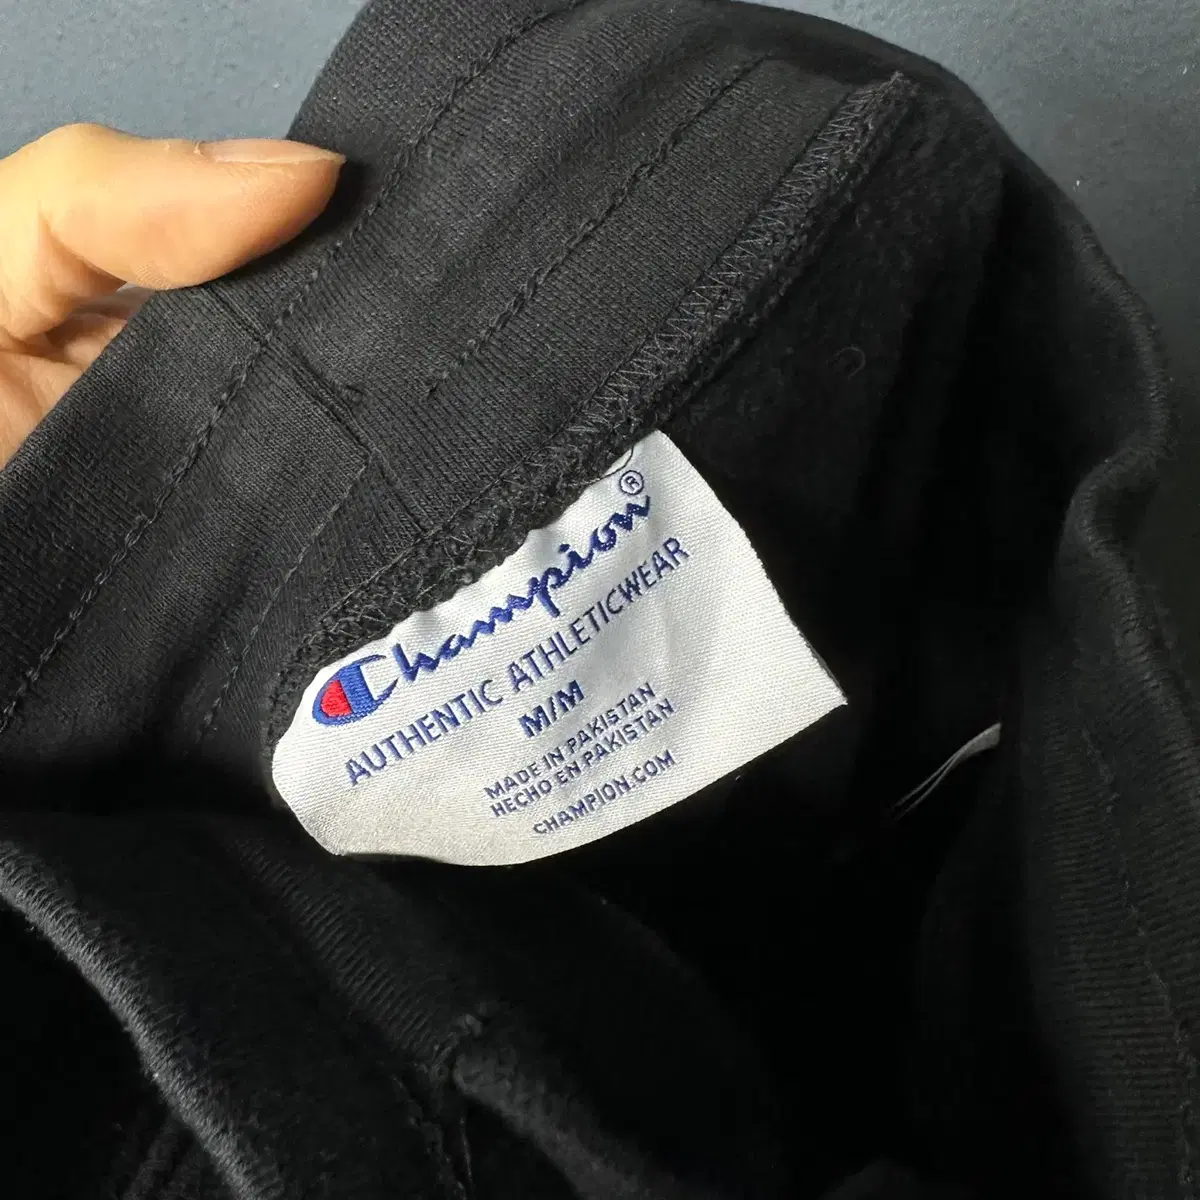 Champion®
AUTHENTIC ATHLETICWEAR
M/M
MADE IN PAKISTAN
HECHO EN PAKISTAN
CHAMPION.COM